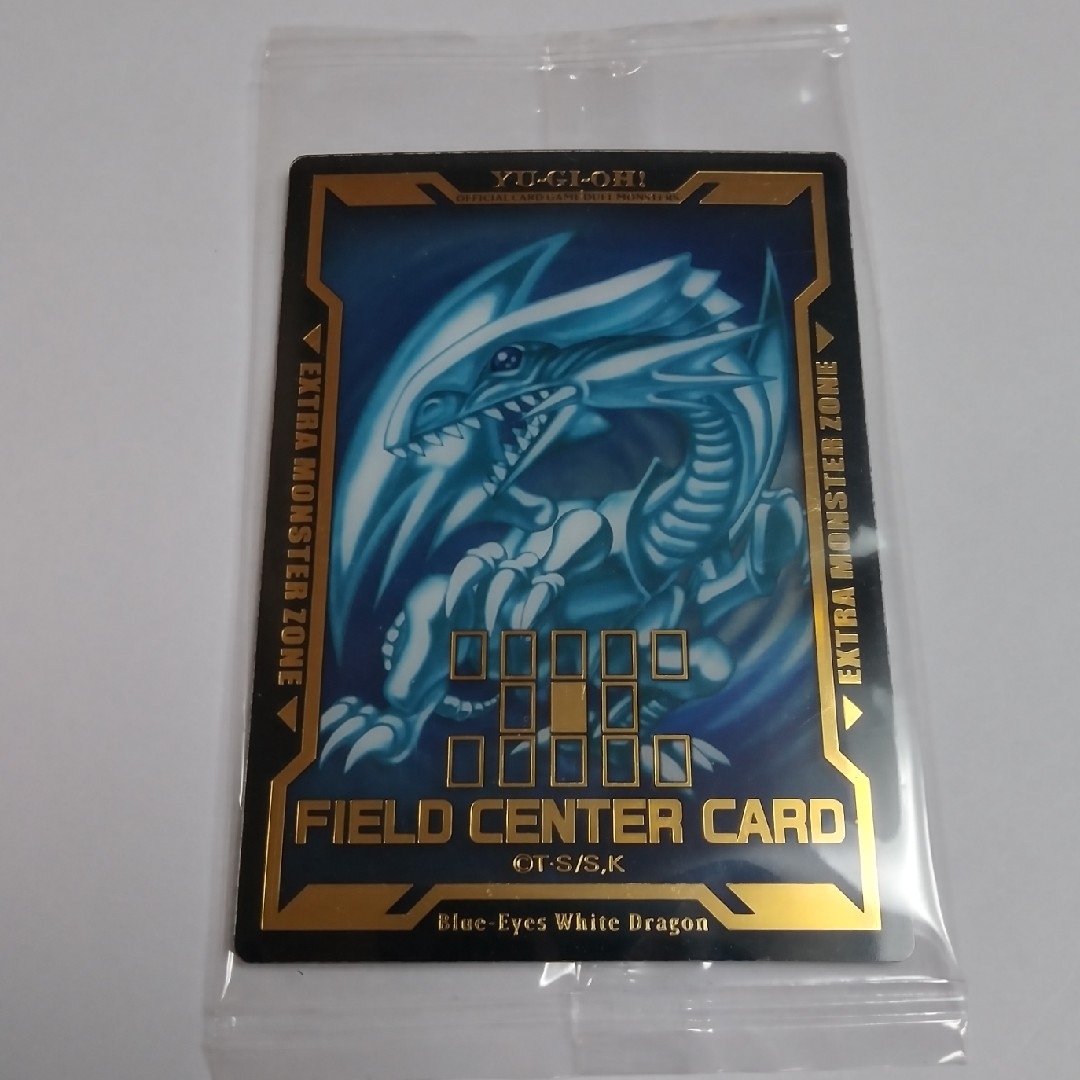 YU-GI-OH!
OFFICIAL CARD GAME DUEL MONSTERS
EXTRA MONSTER ZONE
EXTRA MONSTER ZONE
FIELD CENTER CARD
©T·S/S,K
Blue-Eyes White Dragon